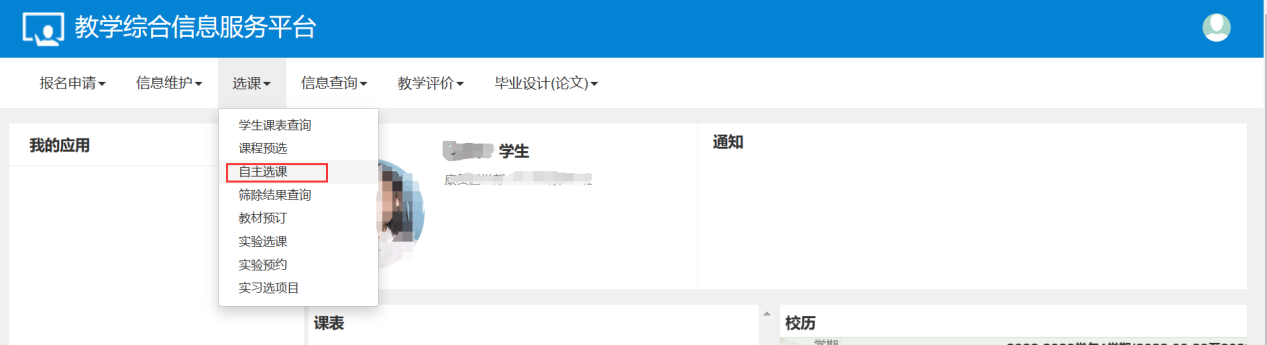 教学综合信息服务平台
报名申请 信息维护 选课 信息查询 教学评价 毕业设计(论文)
学生课表查询
课程预选
自主选课
筛除结果查询
教材预订
实验选课
实验预约
实习选项目
我的应用
学生
通知
课表
校历
学期